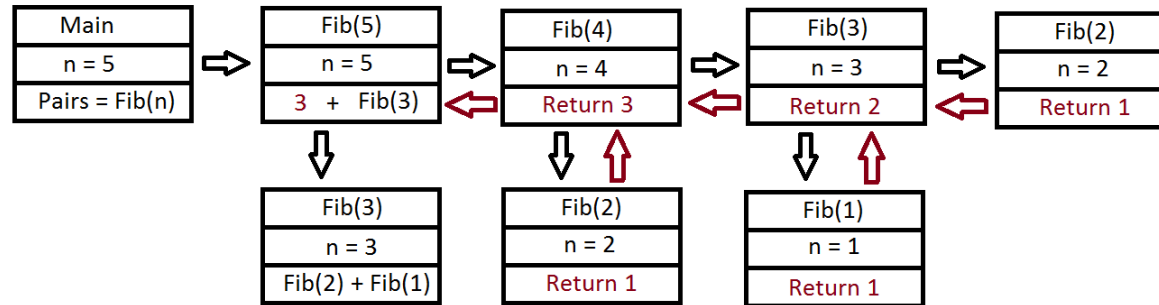 Main
n = 5
Pairs = Fib(n)
Fib(5)
n = 5
3 + Fib(3)
Fib(4)
n = 4
Return 3
Fib(3)
n = 3
Return 2
Fib(2)
n = 2
Return 1
Fib(3)
n = 3
Fib(2) + Fib(1)
Fib(2)
n = 2
Return 1
Fib(1)
n = 1
Return 1